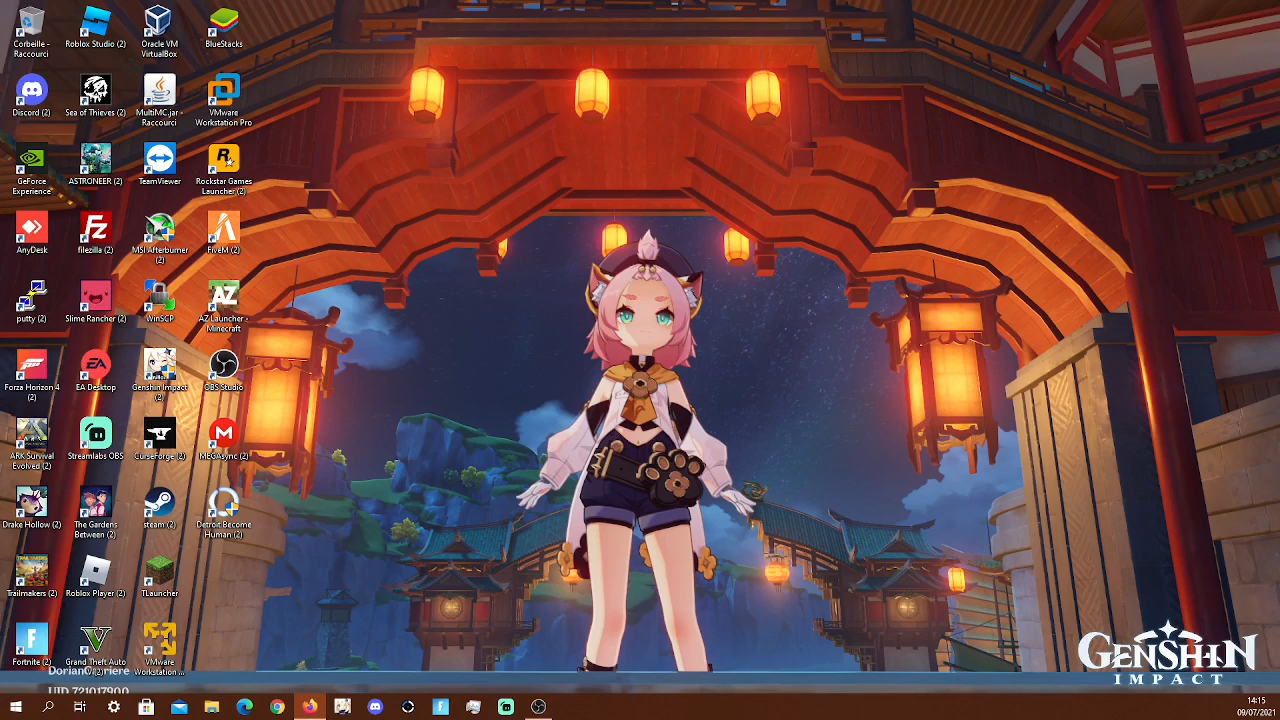 Corbeille -
Raccourci
Roblox Studio (2)
Oracle VM
VirtualBox
BlueStacks
Discord (2)
Sea of Thieves (2)
MultiMC.jar -
Raccourci
VMware
Workstation Pro
GeForce
Experience
ASTRONEER (2)
TeamViewer
Rockstar Games
Launcher (2)
AnyDesk
filezilla (2)
MSI Afterburner
(2)
FiveM (2)
putty (2)
Slime Rancher (2)
WinSCP
AZ
AZ Launcher -
Minecraft
Forza Horizon 4
(2)
EA
EA Desktop
Genshin Impact
(2)
OBS Studio
ARK Survival
Evolved (2)
Streamlabs OBS
CurseForge (2)
MEGAsync (2)
Drake Hollow (2)
The Gardens
Between (2)
steam (2)
Detroit Become
Human (2)
Trailmakers (2)
Roblox Player (2)
TLauncher
Fortnite (2)
Grand Theft Auto
VMware
Workstation ...
UID 721017900
GENSHIN
IMPACT
14:15
09/07/2021